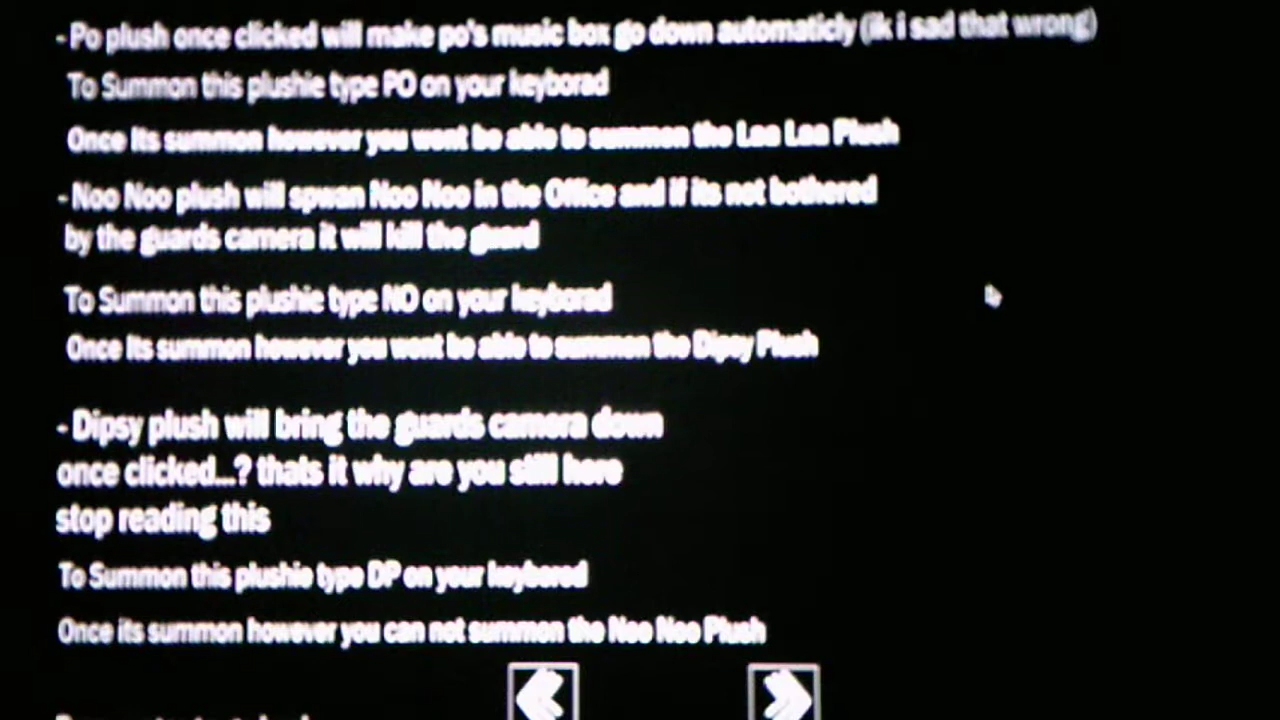 - Po plush once clicked will make po's music box go down automaticly (ik i sad that wrong)
To Summon this plushie type PO on your keyborad
Once Its summon however you wont be able to summon the Laa Laa Plush
- Noo Noo plush will spwan Noo Noo in the Office and if its not bothered
by the guards camera it will kill the guard
To Summon this plushie type NO on your keyborad
Once Its summon however you wont be able to summon the Dipsy Plush
- Dipsy plush will bring the guards camera down
once clicked...? thats it why are you still here
stop reading this
To Summon this plushie type DP on your keybored
Once its summon however you can not summon the Noo Noo Plush